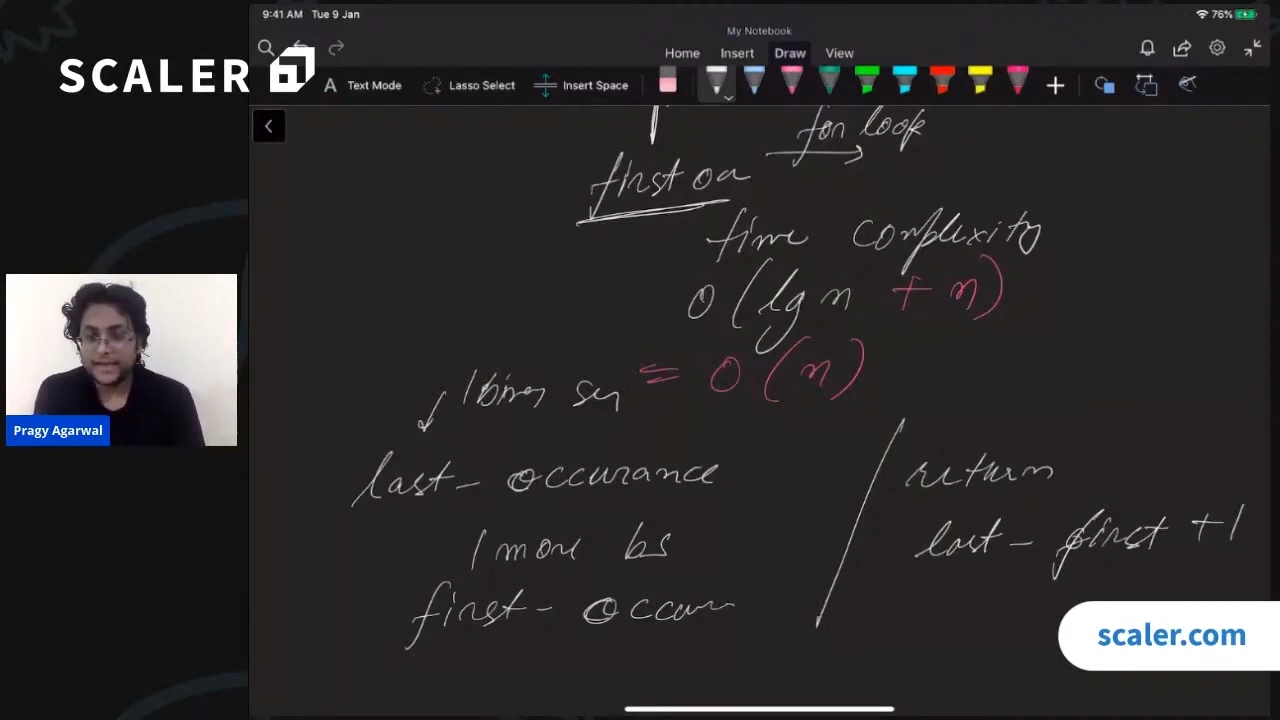 9:41 AM Tue 9 Jan
76%
My Notebook
Home Insert Draw View
SCALER
A Text Mode Lasso Select Insert Space
for loop
first occ
time complexity
O(lg n + n)
= O(n)
1 binary
last- occurance
1 more bs
first- occur
return
last - first +1
Pragy Agarwal
scaler.com